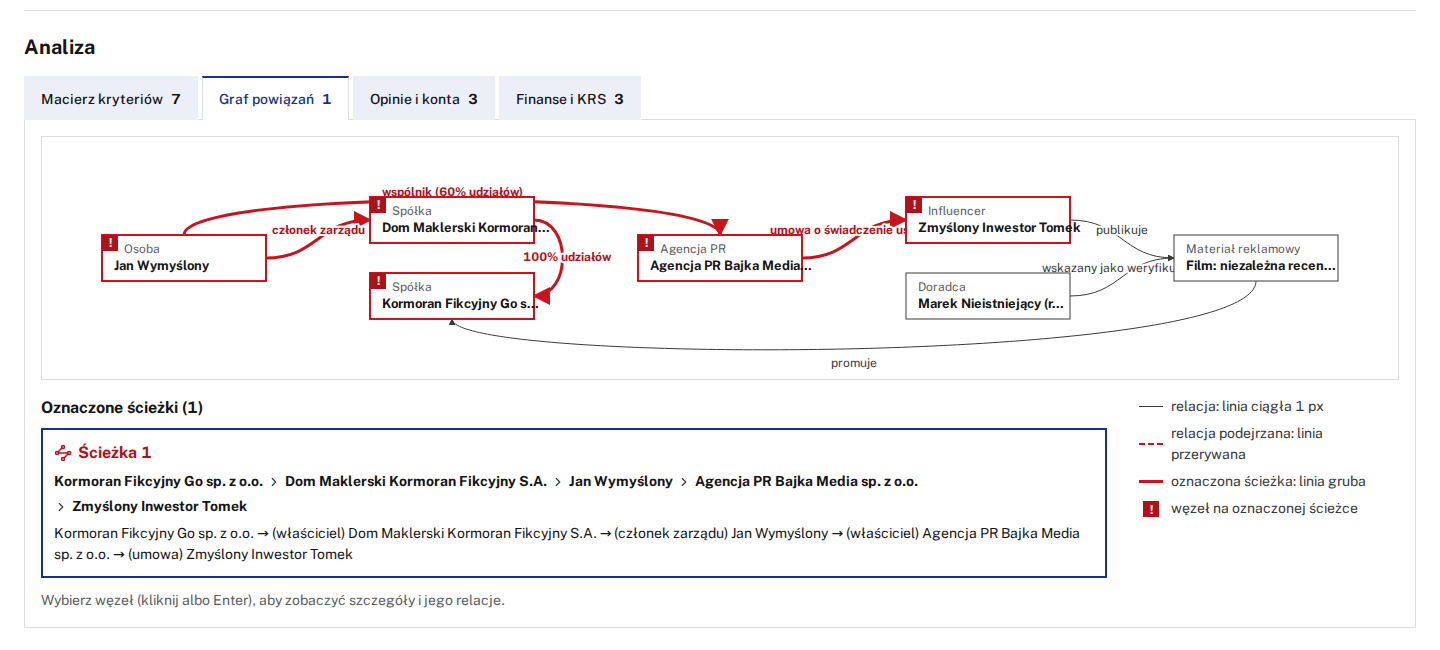 Analiza
Macierz kryteriów 7
Graf powiązań 1
Opinie i konta 3
Finanse i KRS 3
wspólnik (60% udziałów)
! Spółka
Dom Maklerski Kormoran...
członek zarządu
! Osoba
Jan Wymyślony
100% udziałów
! Spółka
Kormoran Fikcyjny Go s...
! Agencja PR
Agencja PR Bajka Media...
umowa o świadczenie us
! Influencer
Zmyślony Inwestor Tomek
publikuje
wskazany jako weryfiku
Doradca
Marek Nieistniejący (r...
Materiał reklamowy
Film: niezależna recen...
promuje
Oznaczone ścieżki (1)
Ścieżka 1
Kormoran Fikcyjny Go sp. z o.o. › Dom Maklerski Kormoran Fikcyjny S.A. › Jan Wymyślony › Agencja PR Bajka Media sp. z o.o.
› Zmyślony Inwestor Tomek
Kormoran Fikcyjny Go sp. z o.o. → (właściciel) Dom Maklerski Kormoran Fikcyjny S.A. → (członek zarządu) Jan Wymyślony → (właściciel) Agencja PR Bajka Media
sp. z o.o. → (umowa) Zmyślony Inwestor Tomek
relacja: linia ciągła 1 px
relacja podejrzana: linia
przerywana
oznaczona ścieżka: linia gruba
! węzeł na oznaczonej ścieżce
Wybierz węzeł (kliknij albo Enter), aby zobaczyć szczegóły i jego relacje.